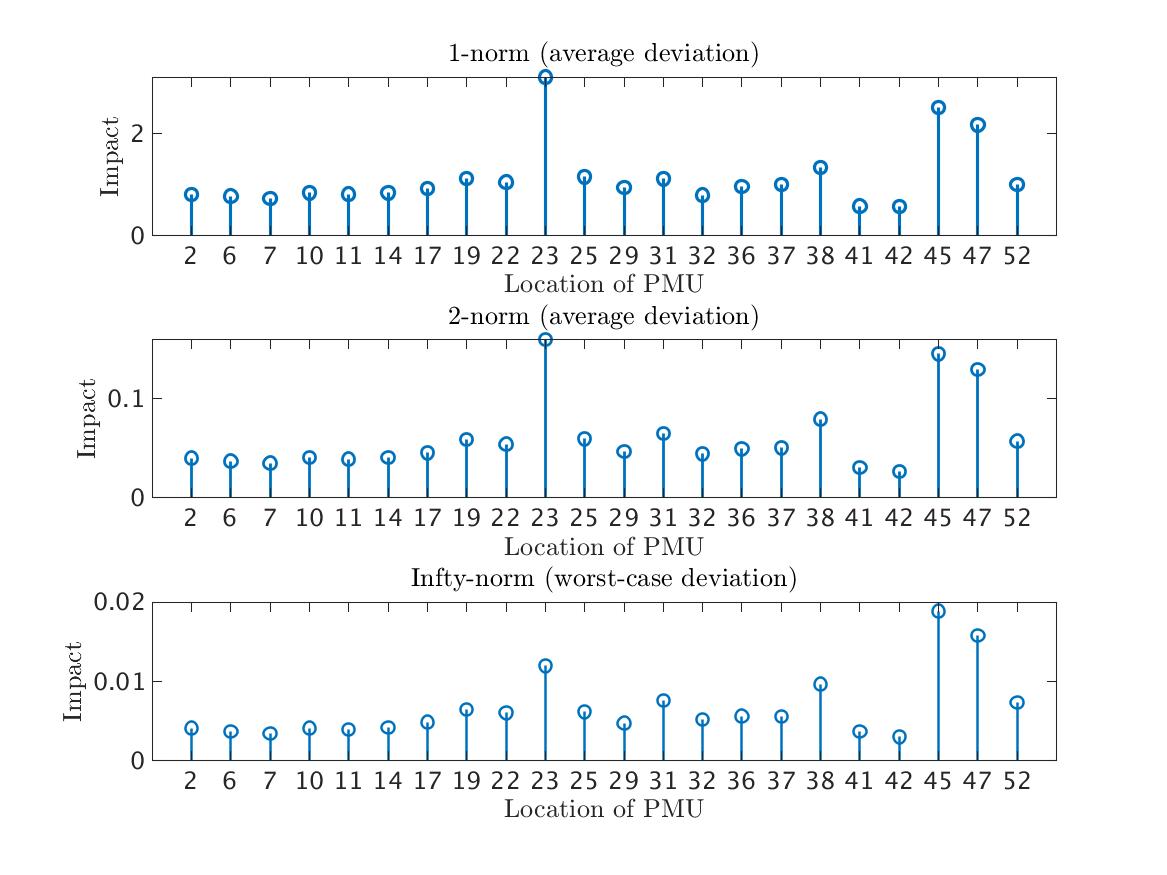 1-norm (average deviation)
Impact
2
0
2 6 7 10 11 14 17 19 22 23 25 29 31 32 36 37 38 41 42 45 47 52
Location of PMU
2-norm (average deviation)
Impact
0.1
0
2 6 7 10 11 14 17 19 22 23 25 29 31 32 36 37 38 41 42 45 47 52
Location of PMU
Infty-norm (worst-case deviation)
Impact
0.02
0.01
0
2 6 7 10 11 14 17 19 22 23 25 29 31 32 36 37 38 41 42 45 47 52
Location of PMU